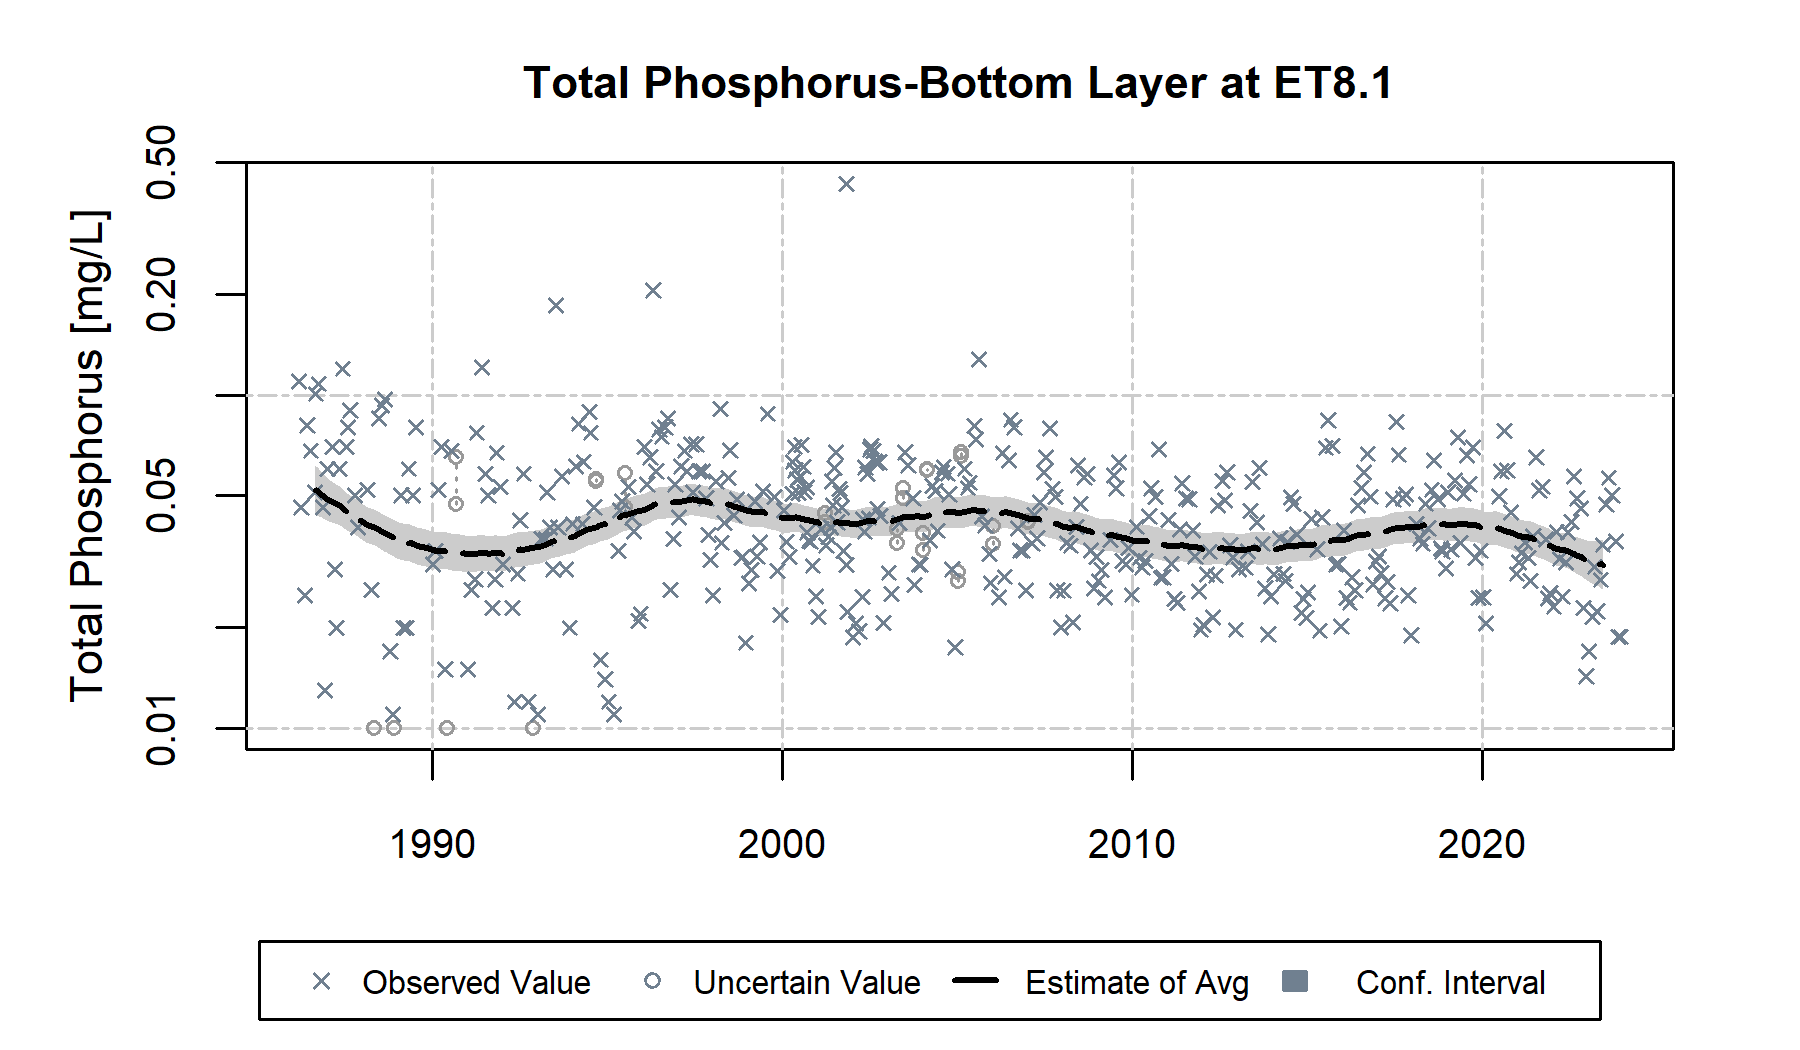 Total Phosphorus-Bottom Layer at ET8.1
Total Phosphorus [mg/L]
0.50
0.20
0.05
0.01
1990 2000 2010 2020
Observed Value Uncertain Value Estimate of Avg Conf. Interval